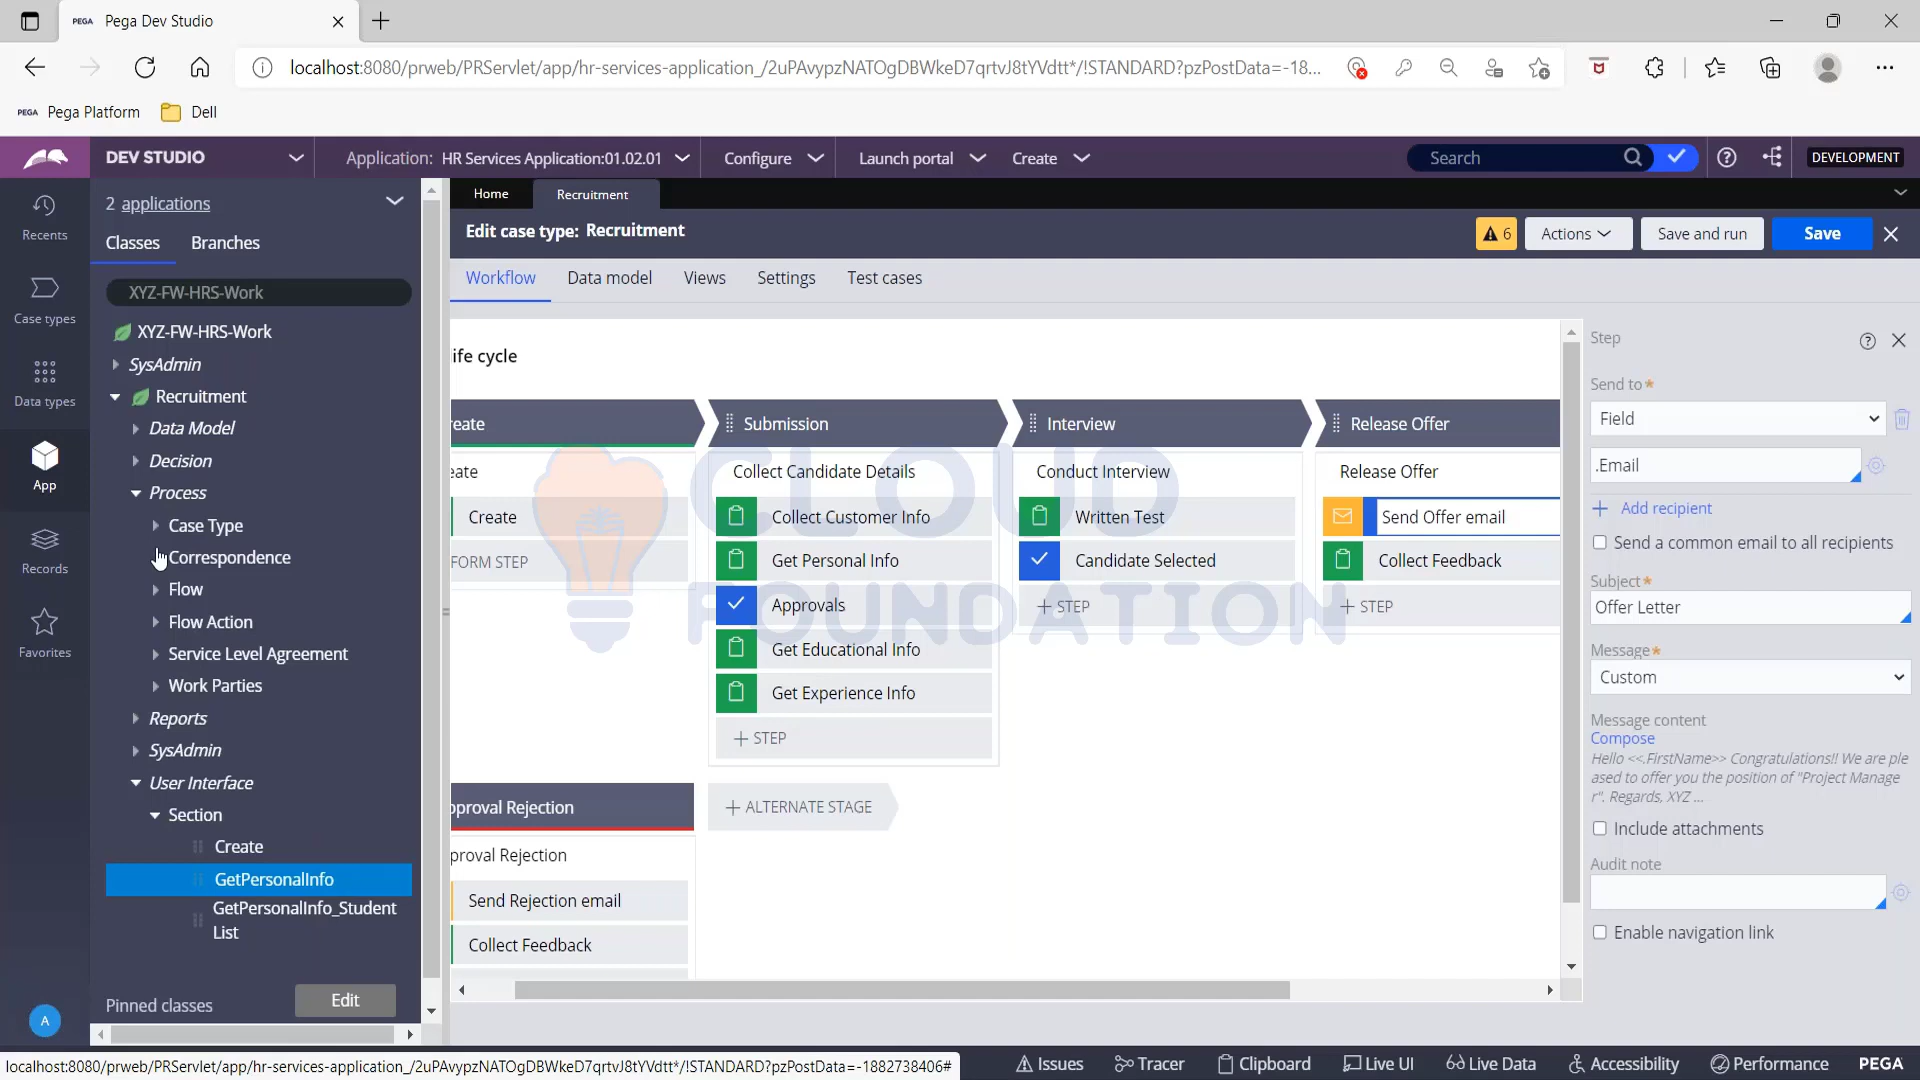 PEGA Pega Dev Studio
localhost:8080/prweb/PRServlet/app/hr-services-application_/2uPAvypzNATOgDBWkeD7qrtvJ8tYVdtt*/!STANDARD?pzPostData=-18...
PEGA Pega Platform Dell
DEV STUDIO Application: HR Services Application:01.02.01 Configure Launch portal Create Search DEVELOPMENT
Recents
Case types
Data types
App
Records
Favorites
A
2 applications
Classes Branches
XYZ-FW-HRS-Work
XYZ-FW-HRS-Work
SysAdmin
Recruitment
Data Model
Decision
Process
Case Type
Correspondence
Flow
Flow Action
Service Level Agreement
Work Parties
Reports
SysAdmin
User Interface
Section
Create
GetPersonalInfo
GetPersonalInfo_Student
List
Pinned classes Edit
Home Recruitment
Edit case type: Recruitment 6 Actions Save and run Save
Workflow Data model Views Settings Test cases
ife cycle
reate Submission Interview Release Offer
eate
Create
FORM STEP
Collect Candidate Details
Collect Customer Info
Get Personal Info
Approvals
Get Educational Info
Get Experience Info
+ STEP
Conduct Interview
Written Test
Candidate Selected
+ STEP
Release Offer
Send Offer email
Collect Feedback
+ STEP
CLOUD
FOUNDATION
pproval Rejection
+ ALTERNATE STAGE
proval Rejection
Send Rejection email
Collect Feedback
Step
Send to*
Field
.Email
+ Add recipient
Send a common email to all recipients
Subject*
Offer Letter
Message*
Custom
Message content
Compose
Hello <<.FirstName>> Congratulations!! We are ple
ased to offer you the position of "Project Manage
r". Regards, XYZ ...
Include attachments
Audit note
Enable navigation link
localhost:8080/prweb/PRServlet/app/hr-services-application_/2uPAvypzNATOgDBWkeD7qrtvJ8tYVdtt*/!STANDARD?pzPostData=-1882738406#
Issues Tracer Clipboard Live UI Live Data Accessibility Performance PEGA